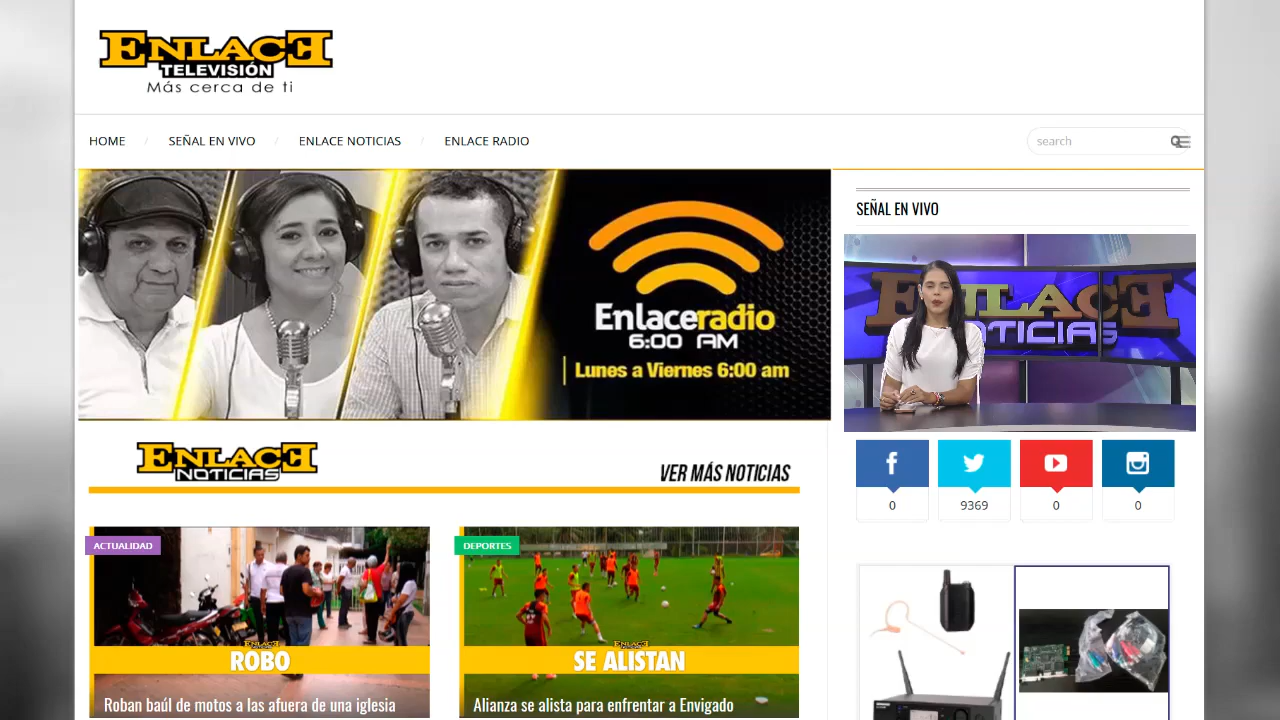 ENLACE
TELEVISIÓN
Más cerca de ti
HOME / SEÑAL EN VIVO / ENLACE NOTICIAS / ENLACE RADIO
search
Enlaceradio
6:00 AM
Lunes a Viernes 6:00 am
SEÑAL EN VIVO
ENLACE
NOTICIAS
0 9369 0 0
ENLACE
NOTICIAS
VER MÁS NOTICIAS
ACTUALIDAD
ENLACE
ROBO
Roban baúl de motos a las afuera de una iglesia
DEPORTES
ENLACE
SE ALISTAN
Alianza se alista para enfrentar a Envigado